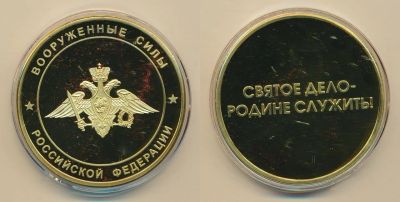 ВООРУЖЕННЫЕ СИЛЫ
РОССИЙСКОЙ ФЕДЕРАЦИИ
СВЯТОЕ ДЕЛО-
РОДИНЕ СЛУЖИТЬ!